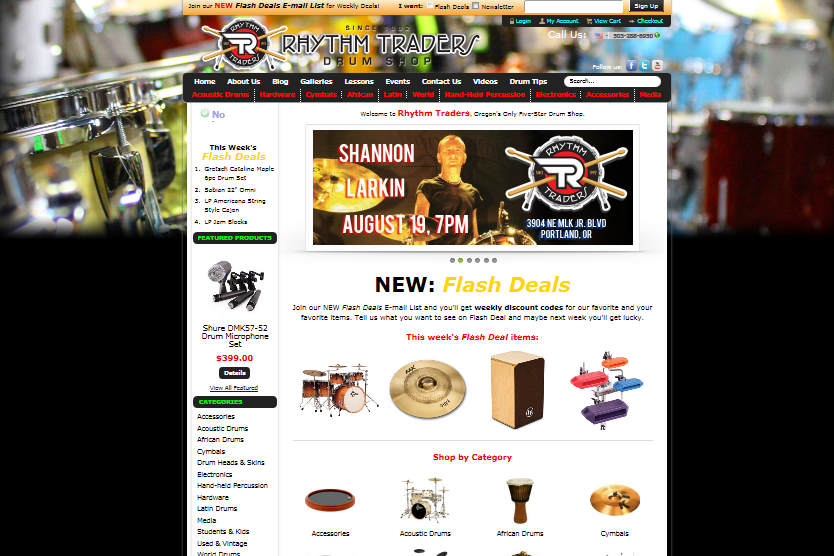 Join our NEW Flash Deals E-mail List for Weekly Deals!
I want: Flash Deals Newsletter
Sign Up
Login My Account View Cart Checkout
SINCE 1992
RHYTHM TRADERS
DRUM SHOP
RHYTHM TRADERS
Call Us: 503-288-6950
Follow us:
Home About Us Blog Galleries Lessons Events Contact Us Videos Drum Tips Search...
Acoustic Drums Hardware Cymbals African Latin World Hand-Held Percussion Electronics Accessories Media
No
Welcome to Rhythm Traders, Oregon's Only Five-Star Drum Shop.
This Week's
Flash Deals
1. Gretsch Catalina Maple
6pc Drum Set
2. Sabian 22" Omni
3. LP Americana String
Style Cajon
4. LP Jam Blocks
SHANNON
LARKIN
AUGUST 19, 7PM
RHYTHM TRADERS
3904 NE MLK JR. BLVD
PORTLAND, OR
FEATURED PRODUCTS
Shure DMK57-52
Drum Microphone
Set
$399.00
Details
View All Featured
NEW: Flash Deals
Join our NEW Flash Deals E-mail List and you'll get weekly discount codes for our favorite and your
favorite items. Tell us what you want to see on Flash Deal and maybe next week you'll get lucky.
This week's Flash Deal items:
CATEGORIES
Accessories
Acoustic Drums
African Drums
Cymbals
Drum Heads & Skins
Electronics
Hand-held Percussion
Hardware
Latin Drums
Media
Students & Kids
Used & Vintage
World Drums
Shop by Category
Accessories Acoustic Drums African Drums Cymbals